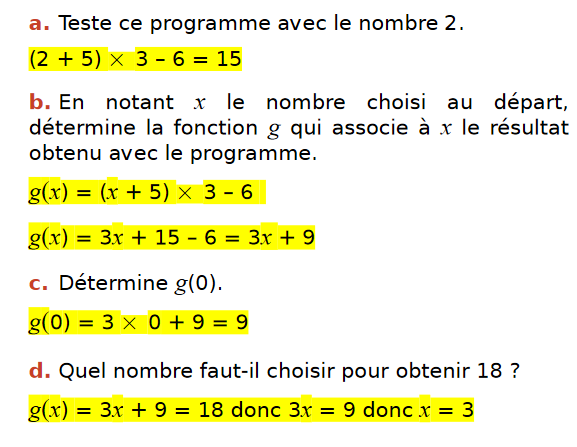 a. Teste ce programme avec le nombre 2.
(2 + 5) × 3 – 6 = 15
b. En notant x le nombre choisi au départ,
détermine la fonction g qui associe à x le résultat
obtenu avec le programme.
g(x) = (x + 5) × 3 – 6
g(x) = 3x + 15 – 6 = 3x + 9
c. Détermine g(0).
g(0) = 3 × 0 + 9 = 9
d. Quel nombre faut-il choisir pour obtenir 18 ?
g(x) = 3x + 9 = 18 donc 3x = 9 donc x = 3